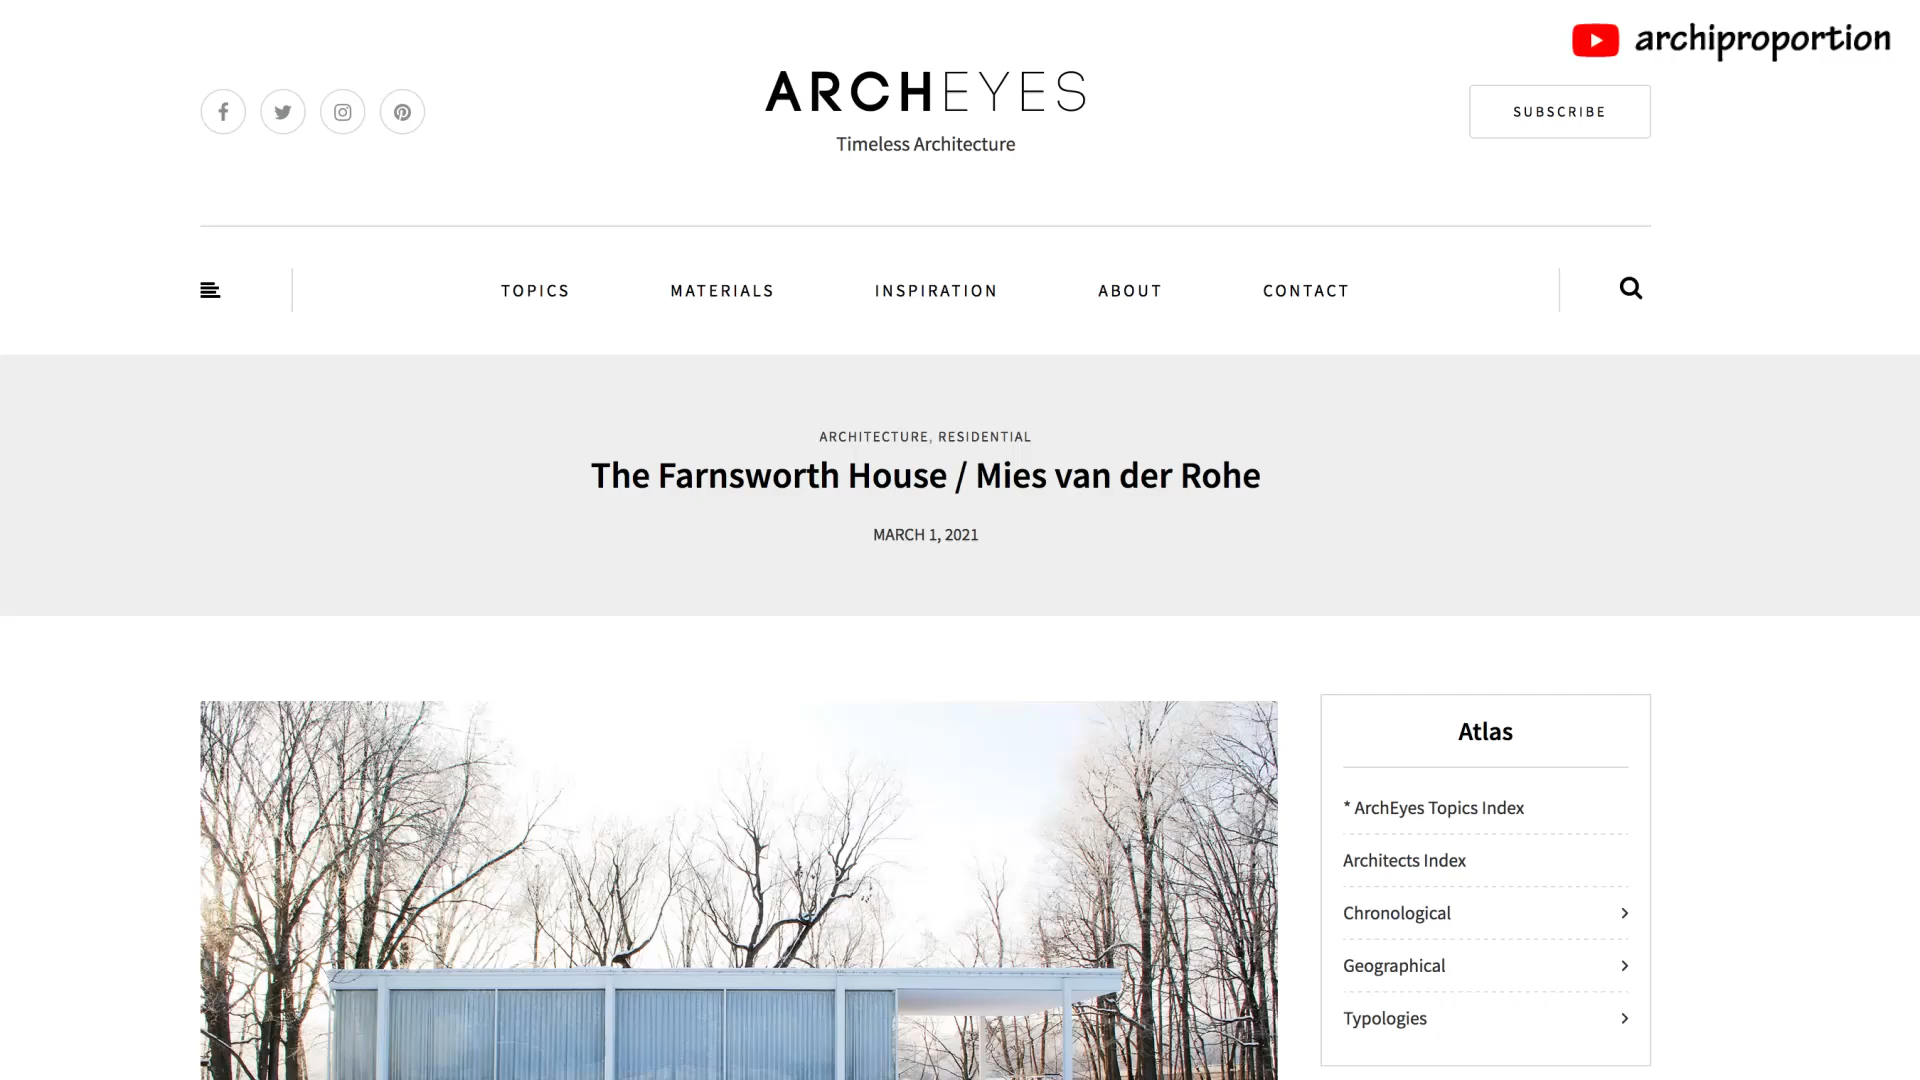 archiproportion
ARCHEYES
Timeless Architecture
SUBSCRIBE
TOPICS MATERIALS INSPIRATION ABOUT CONTACT
ARCHITECTURE, RESIDENTIAL
The Farnsworth House / Mies van der Rohe
MARCH 1, 2021
Atlas
* ArchEyes Topics Index
Architects Index
Chronological
Geographical
Typologies